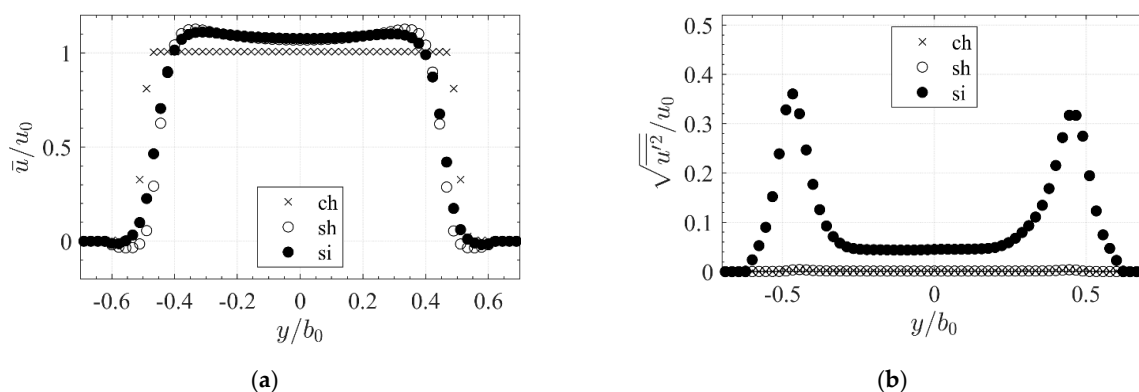 1
0.5
0
ū/u₀
× ch
○ sh
● si
-0.6 -0.4 -0.2 0 0.2 0.4 0.6
y/b₀
(a)
0.5
0.4
0.3
0.2
0.1
0
√u′²‾/u₀
× ch
○ sh
● si
-0.5 0 0.5
y/b₀
(b)